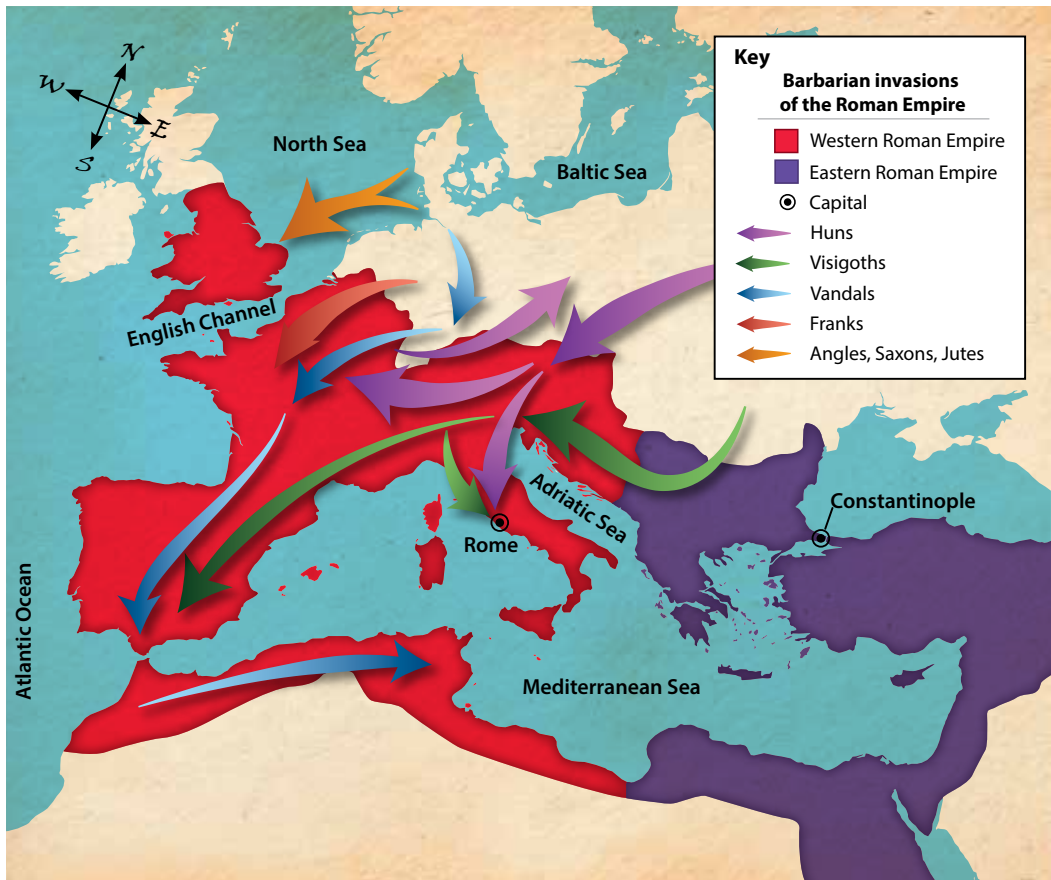 N
W
E
S
North Sea
Baltic Sea
Key
Barbarian invasions
of the Roman Empire
Western Roman Empire
Eastern Roman Empire
Capital
Huns
Visigoths
Vandals
Franks
Angles, Saxons, Jutes
English Channel
Adriatic Sea
Constantinople
Rome
Atlantic Ocean
Mediterranean Sea